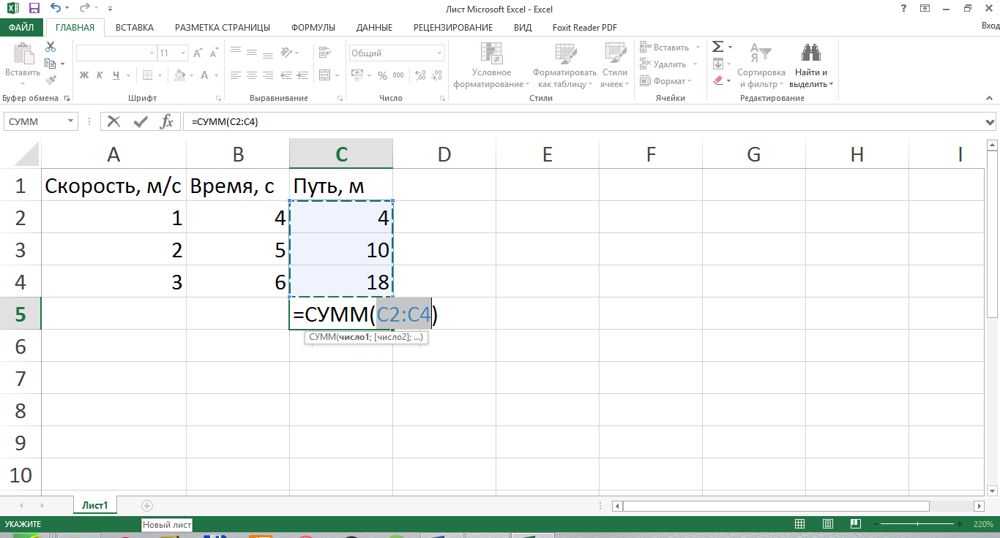 Лист Microsoft Excel - Excel
?
ФАЙЛ ГЛАВНАЯ ВСТАВКА РАЗМЕТКА СТРАНИЦЫ ФОРМУЛЫ ДАННЫЕ РЕЦЕНЗИРОВАНИЕ ВИД Foxit Reader PDF Вход
Вставить
Буфер обмена
11
Ж К Ч A
Шрифт
Выравнивание
Общий
% 000 ,00 ,00
Число
Условное форматирование
Форматировать как таблицу
Стили ячеек
Стили
Вставить
Удалить
Формат
Ячейки
Σ
Сортировка и фильтр
Найти и выделить
Редактирование
СУММ fx =СУММ(C2:C4)
A B C D E F G H I
1 Скорость, м/с Время, с Путь, м
2 1 4 4
3 2 5 10
4 3 6 18
5 =СУММ(C2:C4)
СУММ(число1; [число2]; ...)
6
7
8
9
10
Лист1
УКАЖИТЕ Новый лист 220%